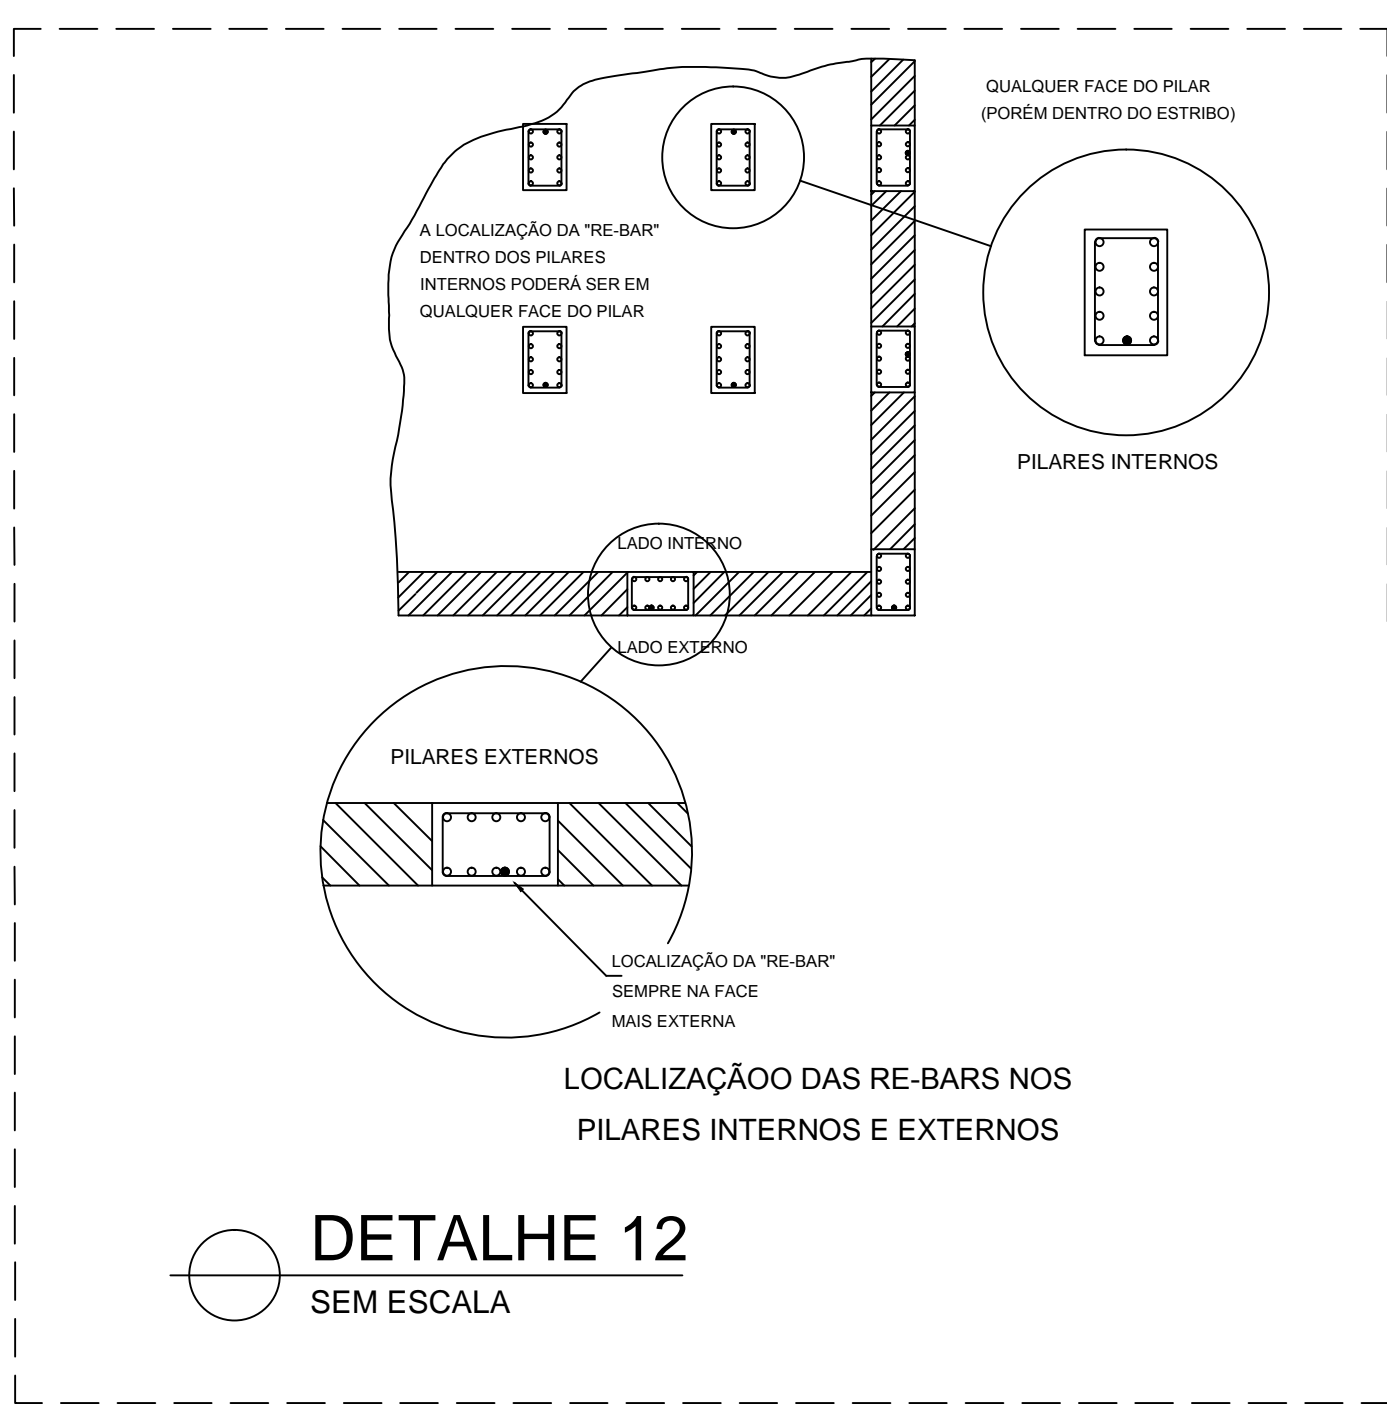 QUALQUER FACE DO PILAR
(PORÉM DENTRO DO ESTRIBO)
A LOCALIZAÇÃO DA "RE-BAR"
DENTRO DOS PILARES
INTERNOS PODERÁ SER EM
QUALQUER FACE DO PILAR
PILARES INTERNOS
LADO INTERNO
LADO EXTERNO
PILARES EXTERNOS
LOCALIZAÇÃO DA "RE-BAR"
SEMPRE NA FACE
MAIS EXTERNA
LOCALIZAÇÃOO DAS RE-BARS NOS
PILARES INTERNOS E EXTERNOS
DETALHE 12
SEM ESCALA